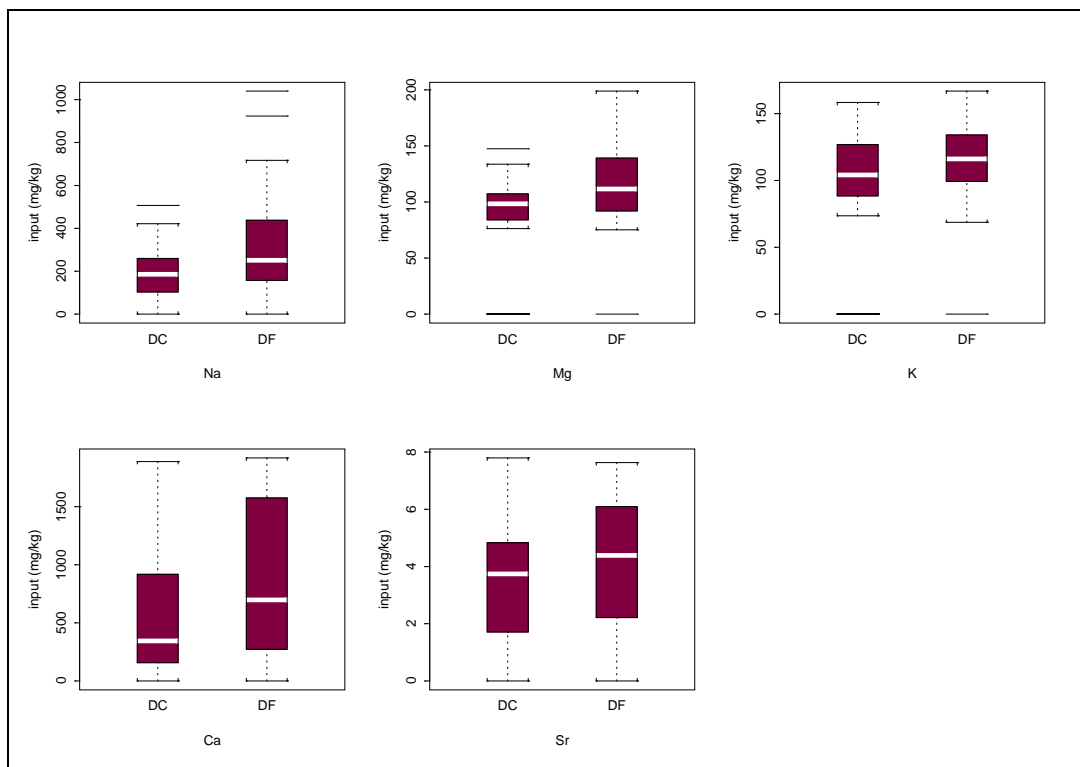 input (mg/kg)
1000
800
600
400
200
0
DC DF
Na
input (mg/kg)
200
150
100
50
0
DC DF
Mg
input (mg/kg)
150
100
50
0
DC DF
K
input (mg/kg)
1500
1000
500
0
DC DF
Ca
input (mg/kg)
8
6
4
2
0
DC DF
Sr